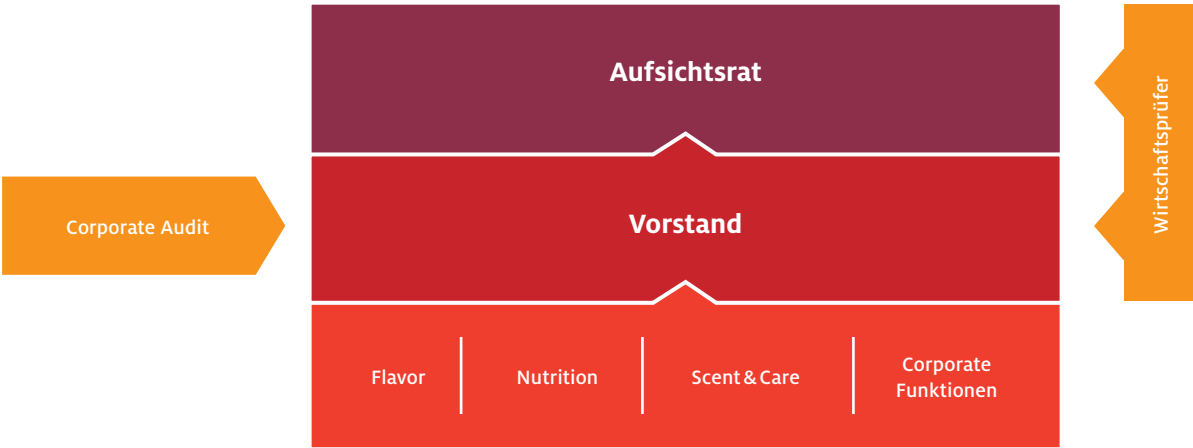 Aufsichtsrat
Wirtschaftsprüfer
Corporate Audit
Vorstand
Flavor
Nutrition
Scent & Care
Corporate
Funktionen